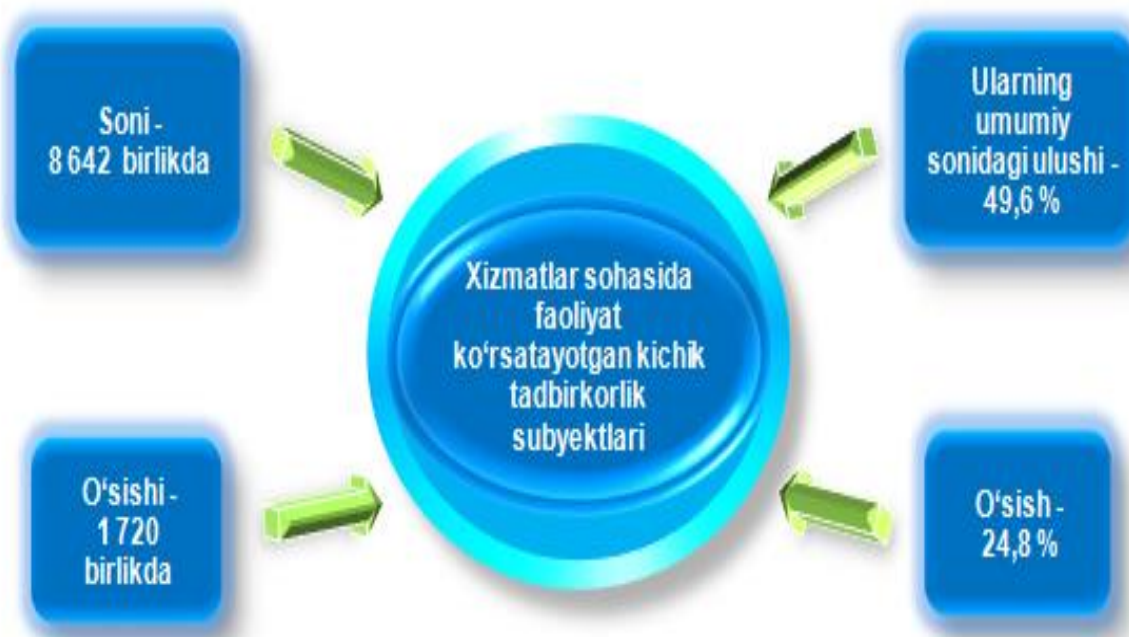 Soni -
8 642 birlikda
Ularning
umumiy
sonidagi ulushi -
49,6 %
Xizmatlar sohasida
faoliyat
ko‘rsatayotgan kichik
tadbirkorlik
subyektlari
O‘sishi -
1 720
birlikda
O‘sish -
24,8 %